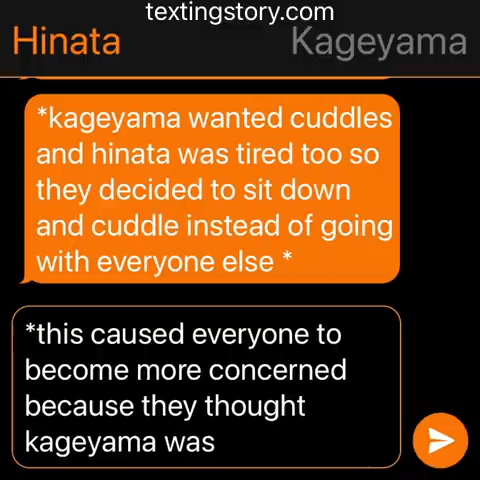 textingstory.com
Hinata Kageyama
*kageyama wanted cuddles
and hinata was tired too so
they decided to sit down
and cuddle instead of going
with everyone else *
*this caused everyone to
become more concerned
because they thought
kageyama was